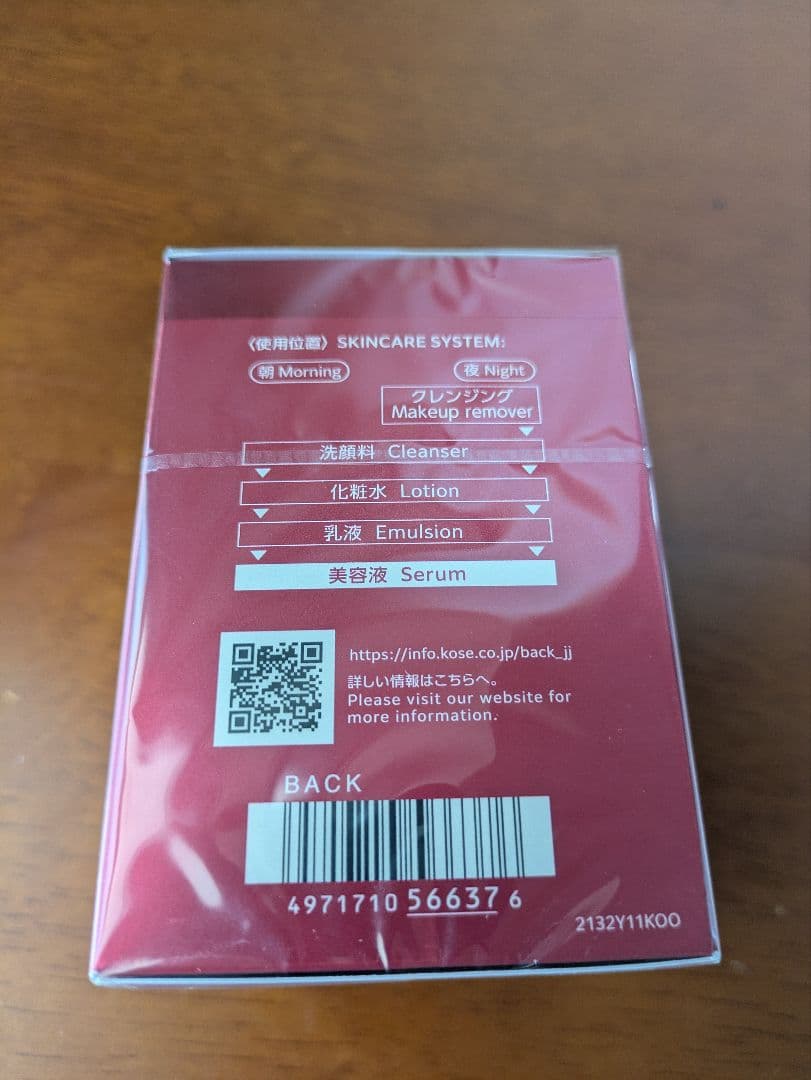 〈使用位置〉 SKINCARE SYSTEM:
朝 Morning
夜 Night
クレンジング
Makeup remover
洗顔料 Cleanser
化粧水 Lotion
乳液 Emulsion
美容液 Serum
https://info.kose.co.jp/back_jj
詳しい情報はこちらへ。
Please visit our website for
more information.
BACK
4971710 56637 6
2132Y11KOO